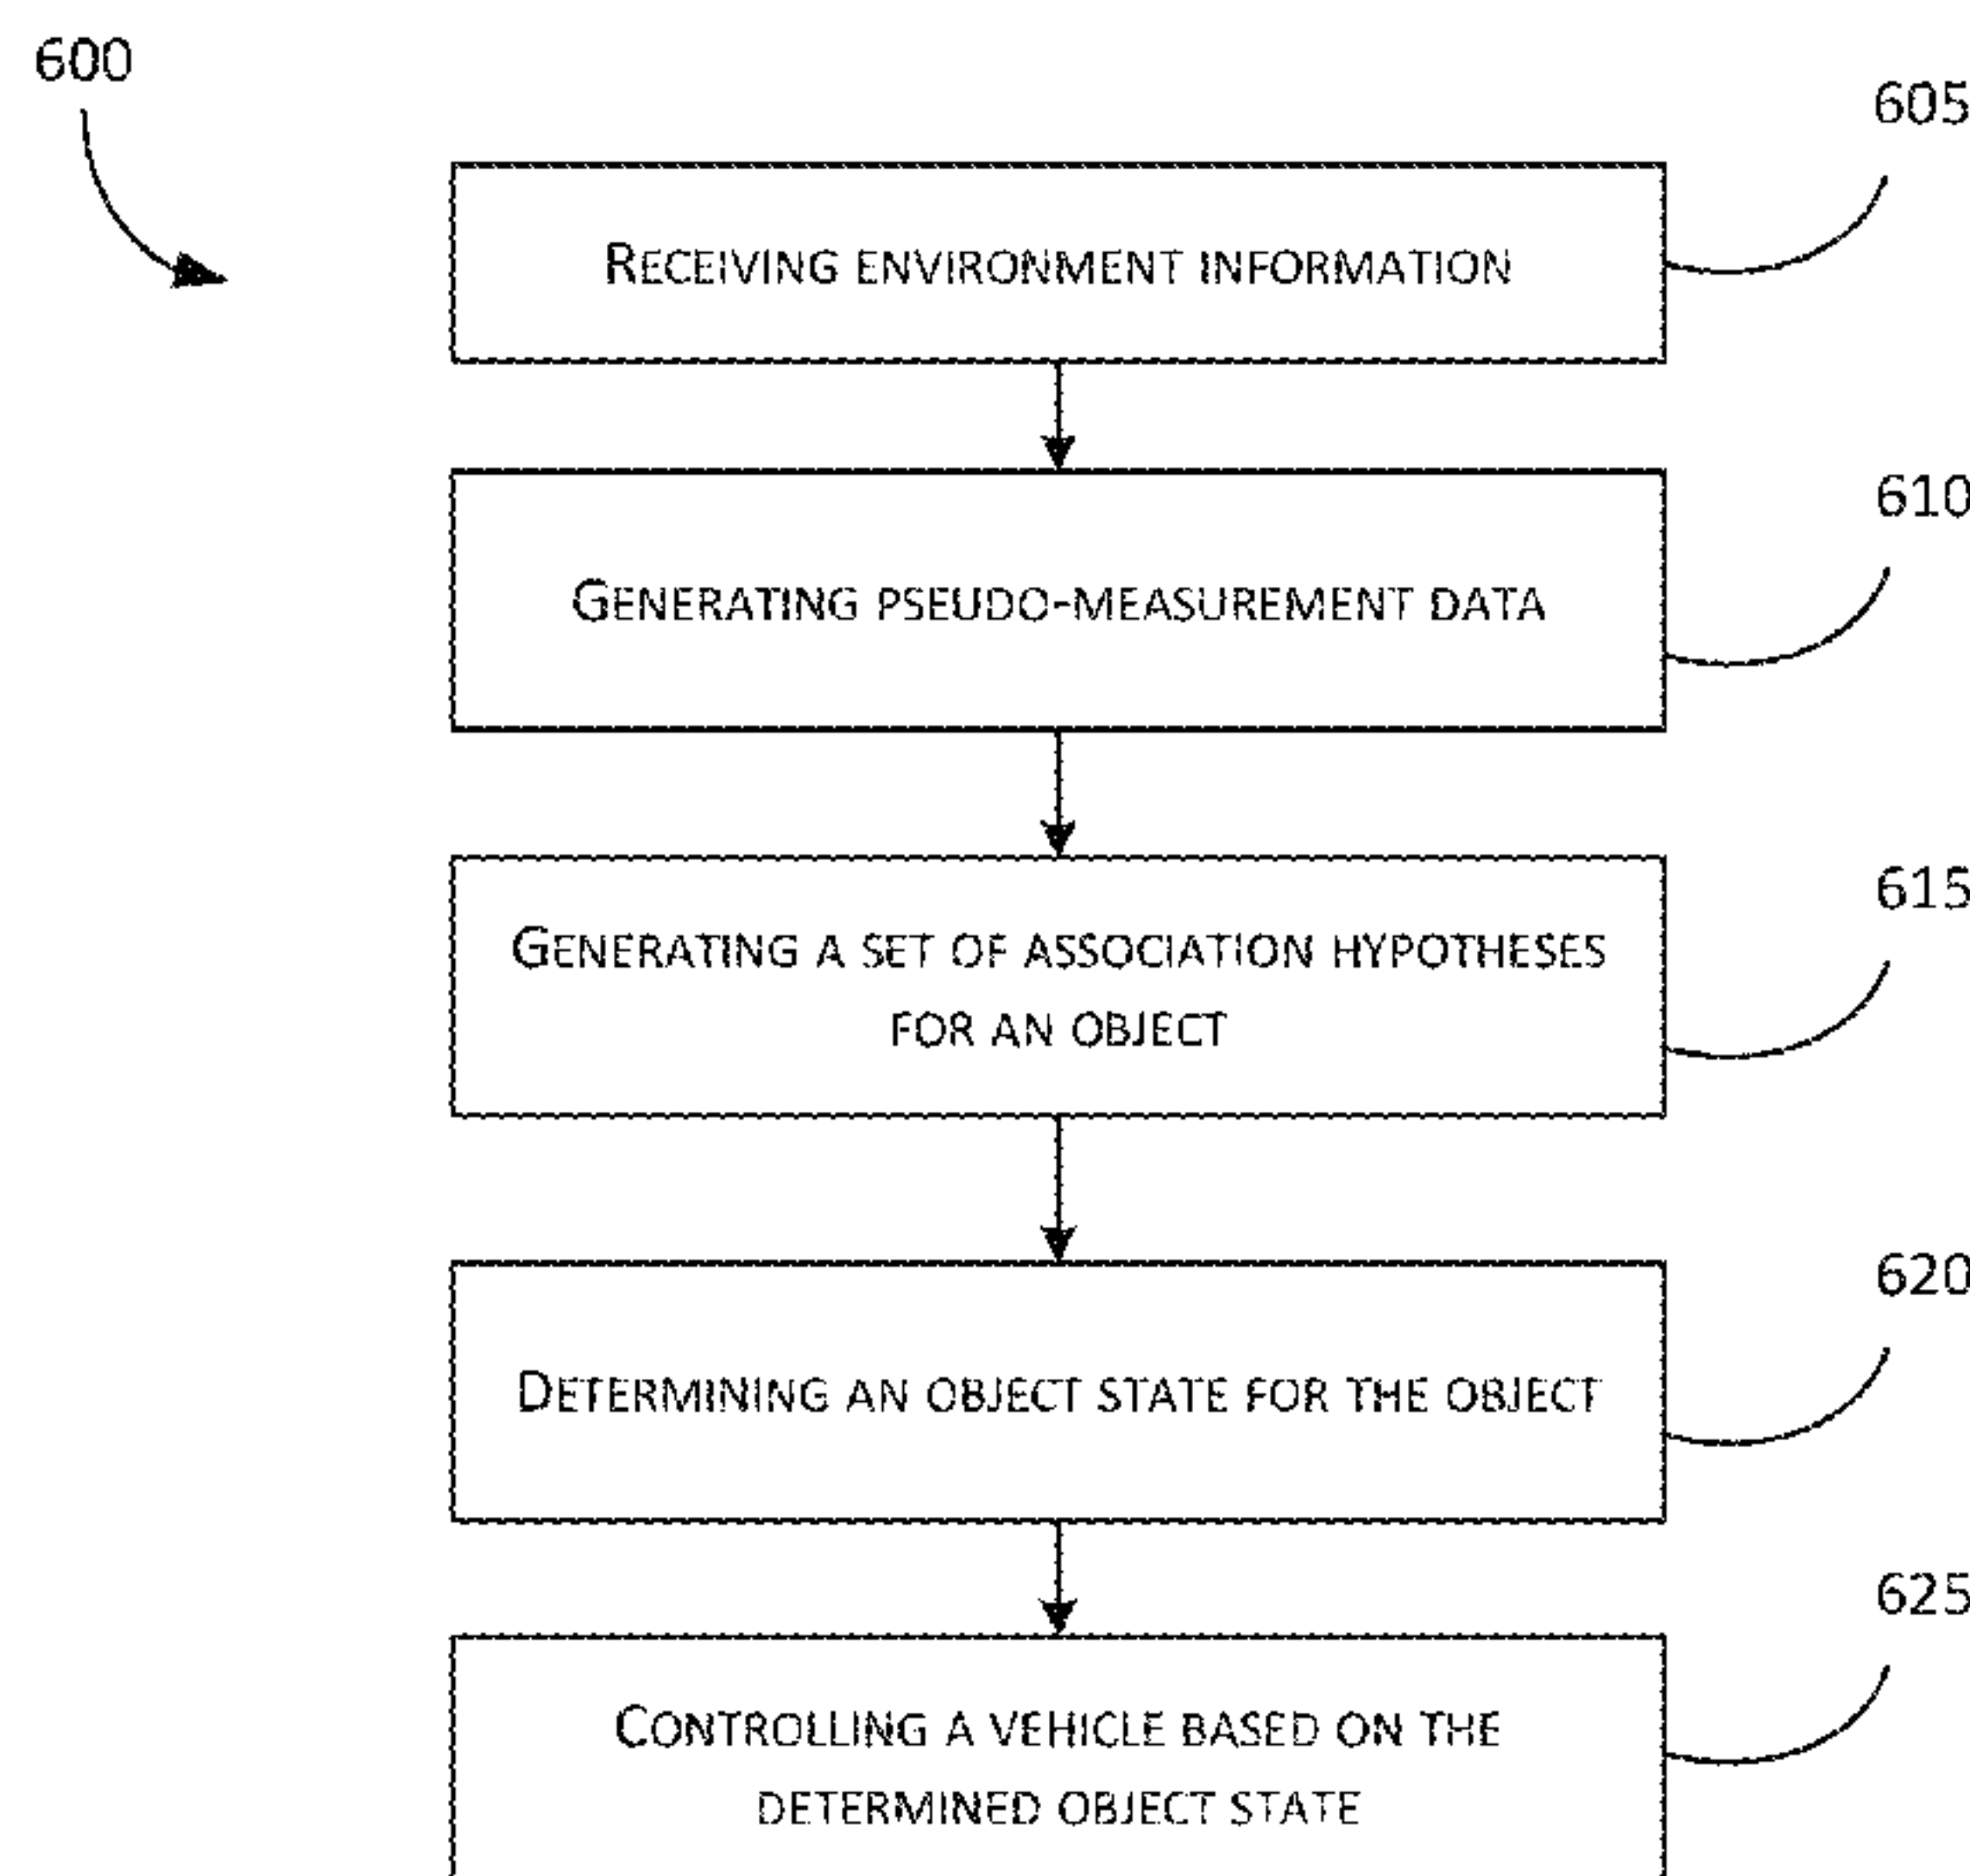 600
605
RECEIVING ENVIRONMENT INFORMATION
610
GENERATING PSEUDO-MEASUREMENT DATA
615
GENERATING A SET OF ASSOCIATION HYPOTHESES
FOR AN OBJECT
620
DETERMINING AN OBJECT STATE FOR THE OBJECT
625
CONTROLLING A VEHICLE BASED ON THE
DETERMINED OBJECT STATE